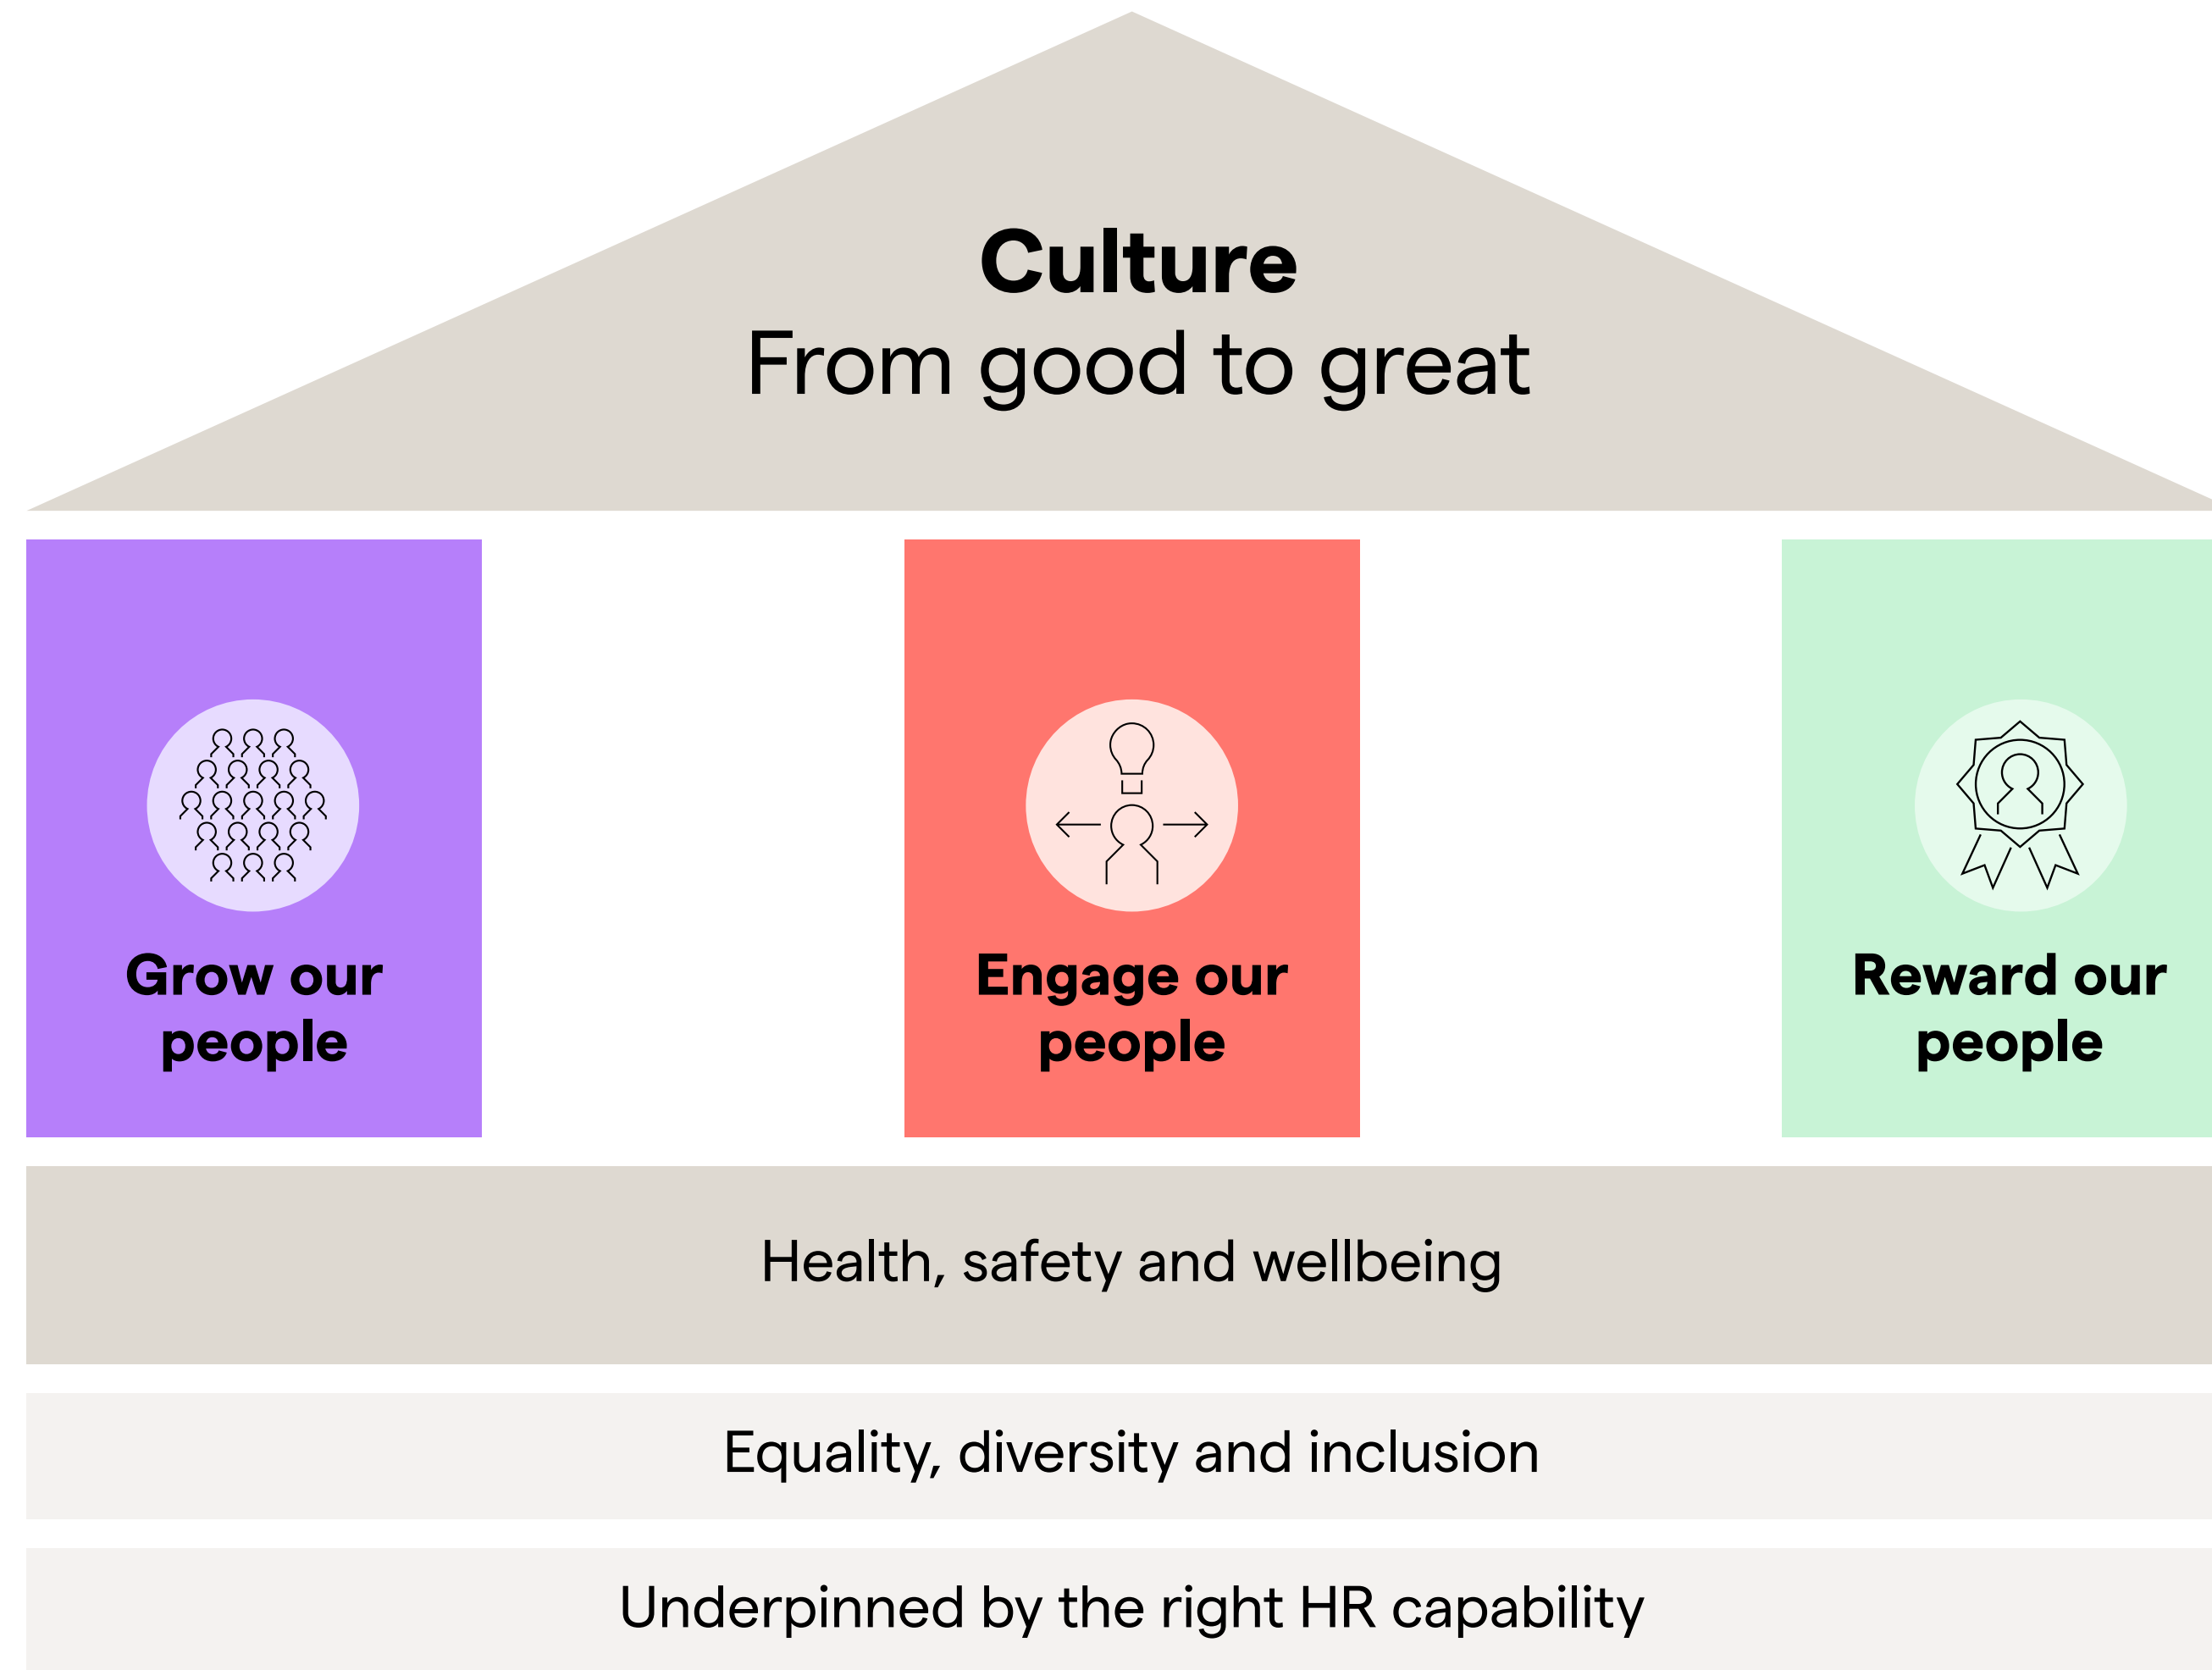 Culture
From good to great
Grow our
people
Engage our
people
Reward our
people
Health, safety and wellbeing
Equality, diversity and inclusion
Underpinned by the right HR capability